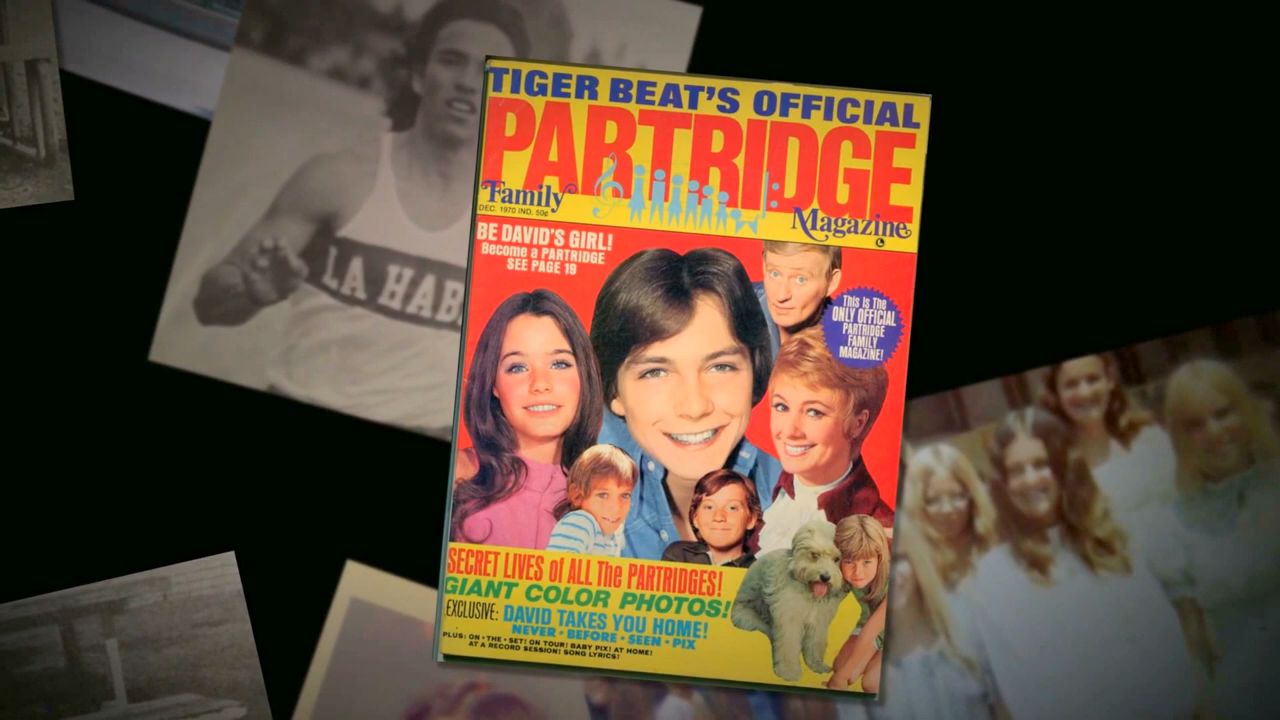 TIGER BEAT'S OFFICIAL
PARTRIDGE
Family
Magazine
DEC. 1970 IND. 50¢
BE DAVID'S GIRL!
Become a PARTRIDGE
SEE PAGE 19
This Is The
ONLY OFFICIAL
PARTRIDGE
FAMILY
MAGAZINE!
LA HAB
SECRET LIVES of ALL The PARTRIDGES!
GIANT COLOR PHOTOS!
EXCLUSIVE: DAVID TAKES YOU HOME!
NEVER • BEFORE • SEEN • PIX
PLUS: ON • THE • SET! ON TOUR! BABY PIX! AT HOME!
AT A RECORD SESSION! SONG LYRICS!